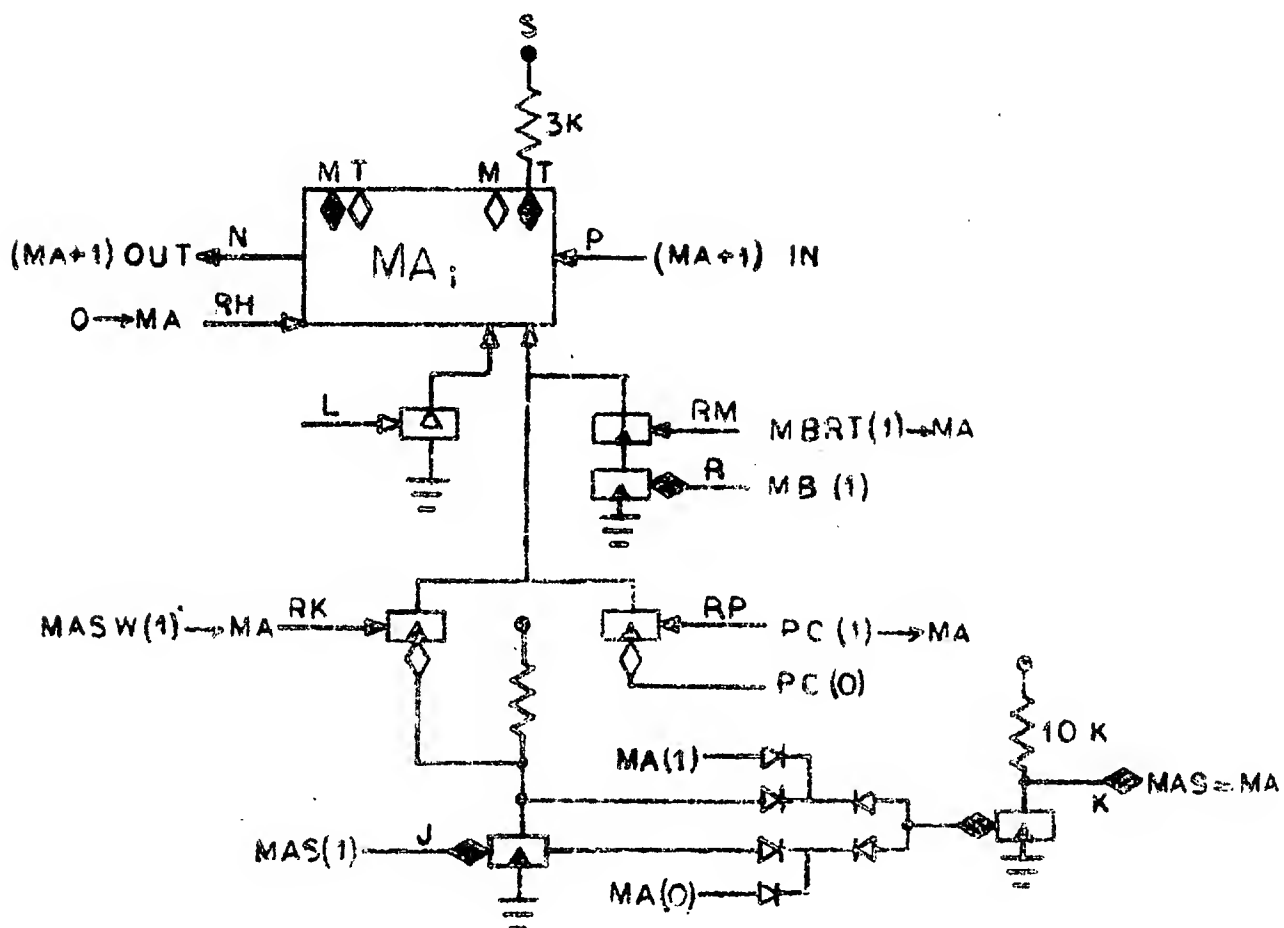 S
3K
M T M T
(MA+1) OUT N MA i P (MA+1) IN
0→MA RH
L RM MBRT(1)→MA
R MB(1)
MASW(1)→MA RK RP PC(1)→MA
PC(0)
10 K
MA(1)
K MAS=MA
MAS(1) J
MA(0)